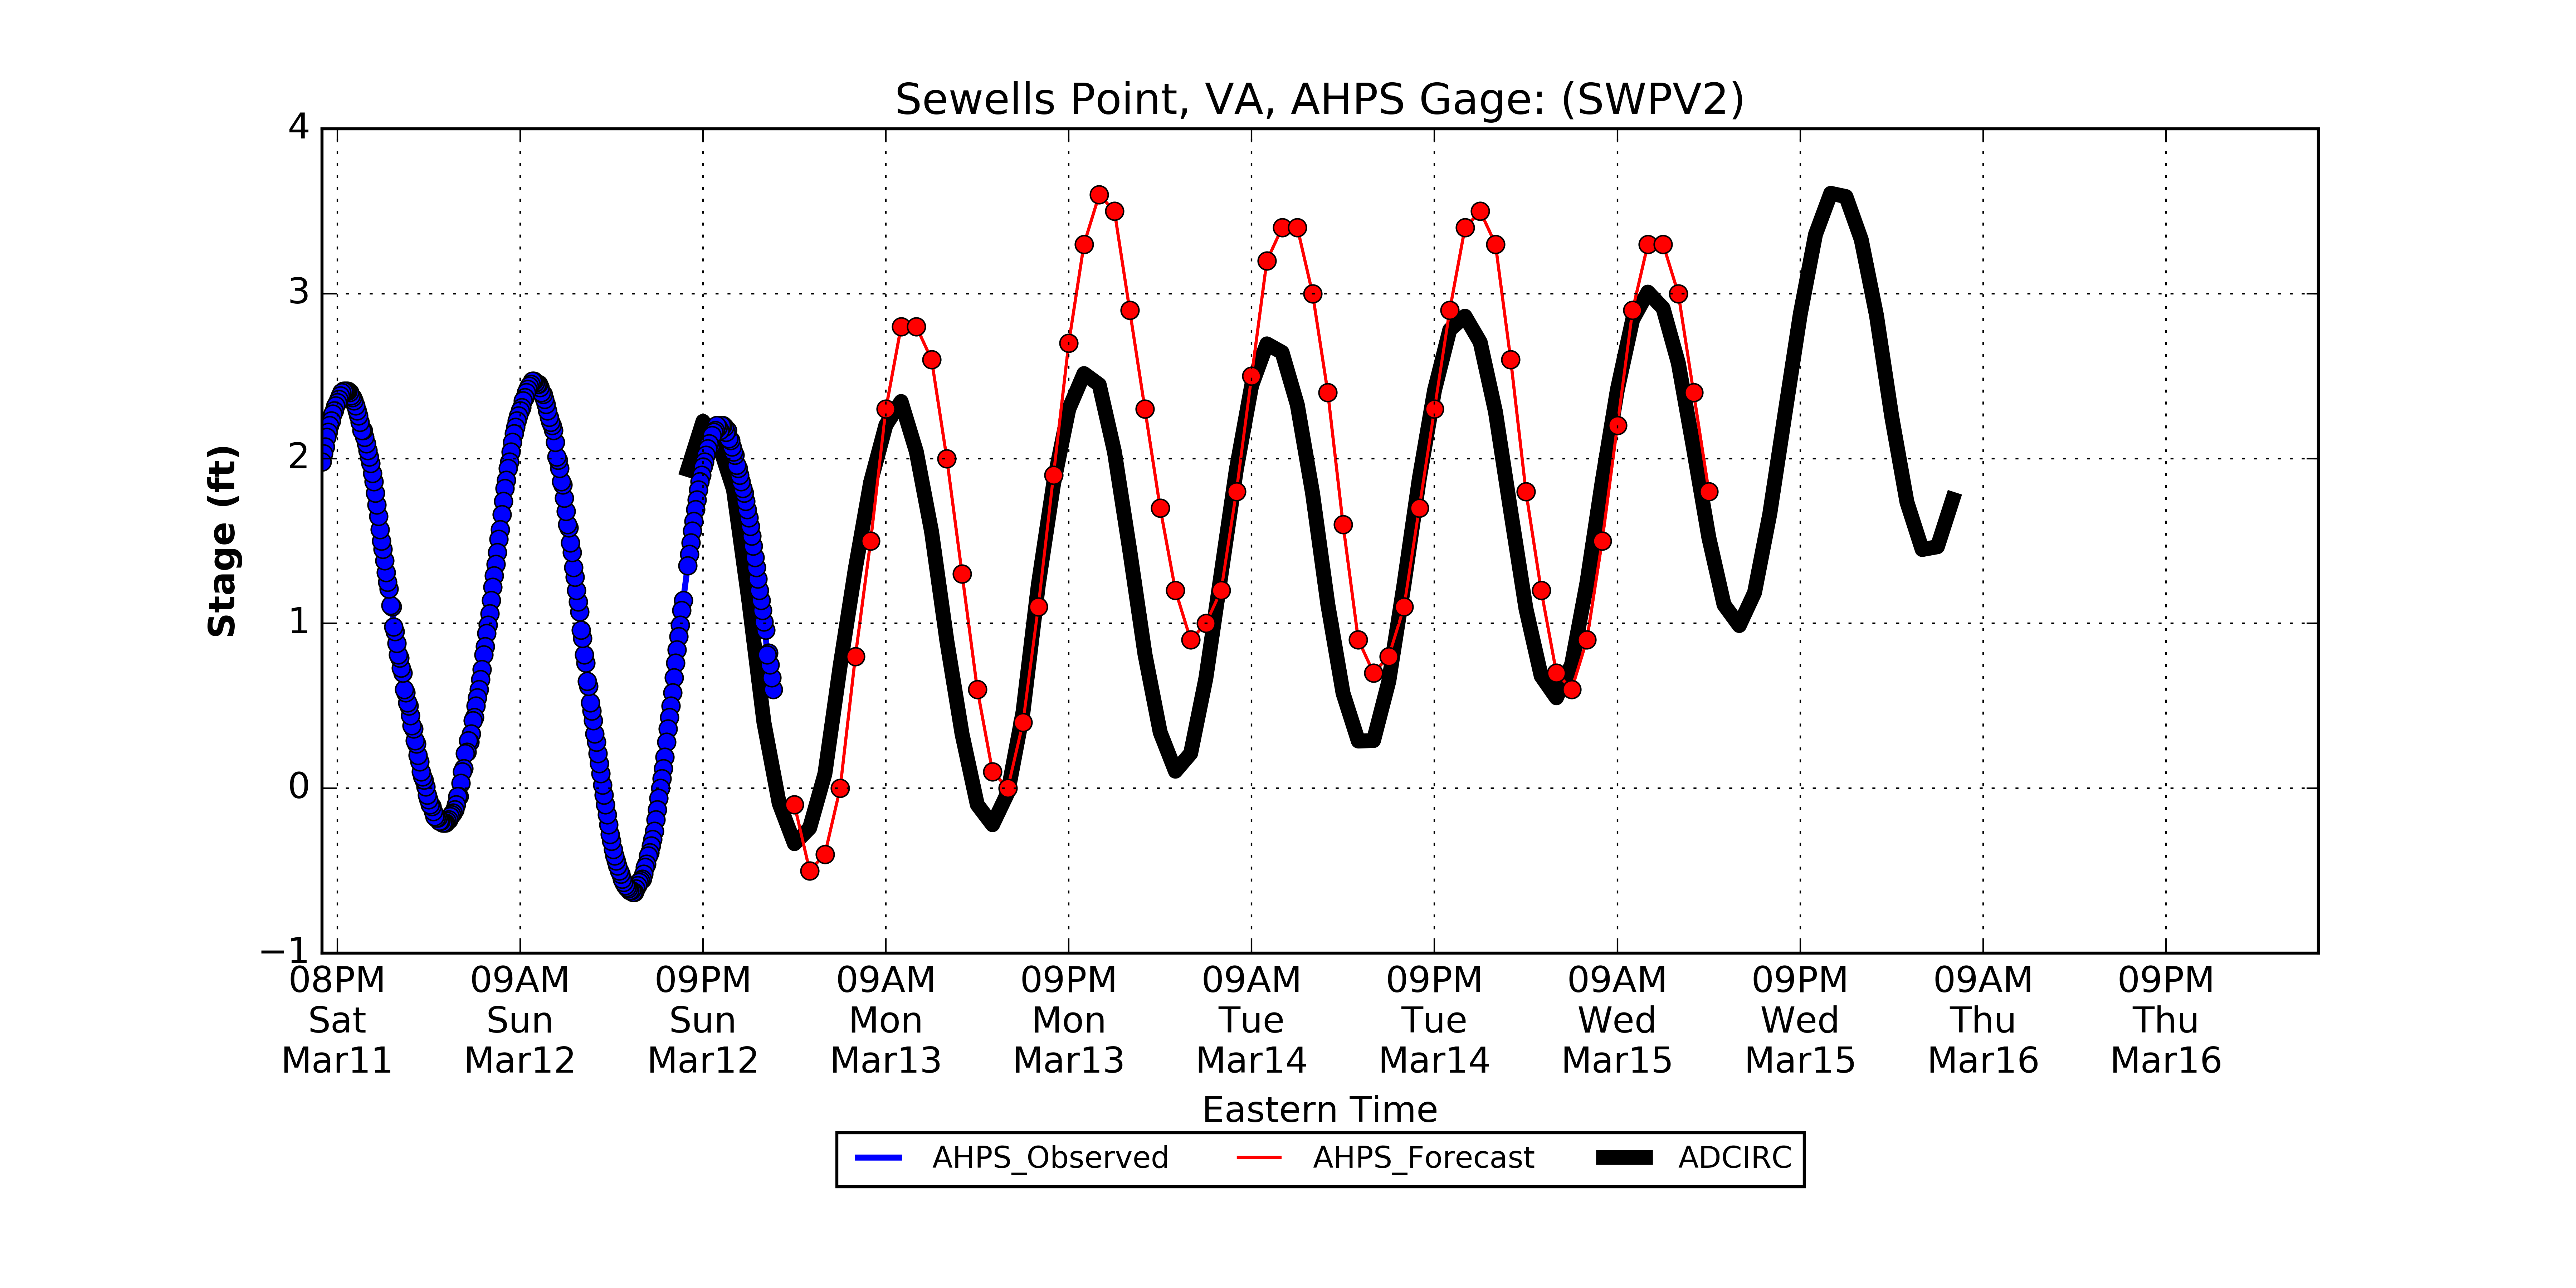 Sewells Point, VA, AHPS Gage: (SWPV2)
Stage (ft)
4
3
2
1
0
−1
08PM 09AM 09PM 09AM 09PM 09AM 09PM 09AM 09PM 09AM 09PM
Sat Sun Sun Mon Mon Tue Tue Wed Wed Thu Thu
Mar11 Mar12 Mar12 Mar13 Mar13 Mar14 Mar14 Mar15 Mar15 Mar16 Mar16
Eastern Time
AHPS_Observed AHPS_Forecast ADCIRC